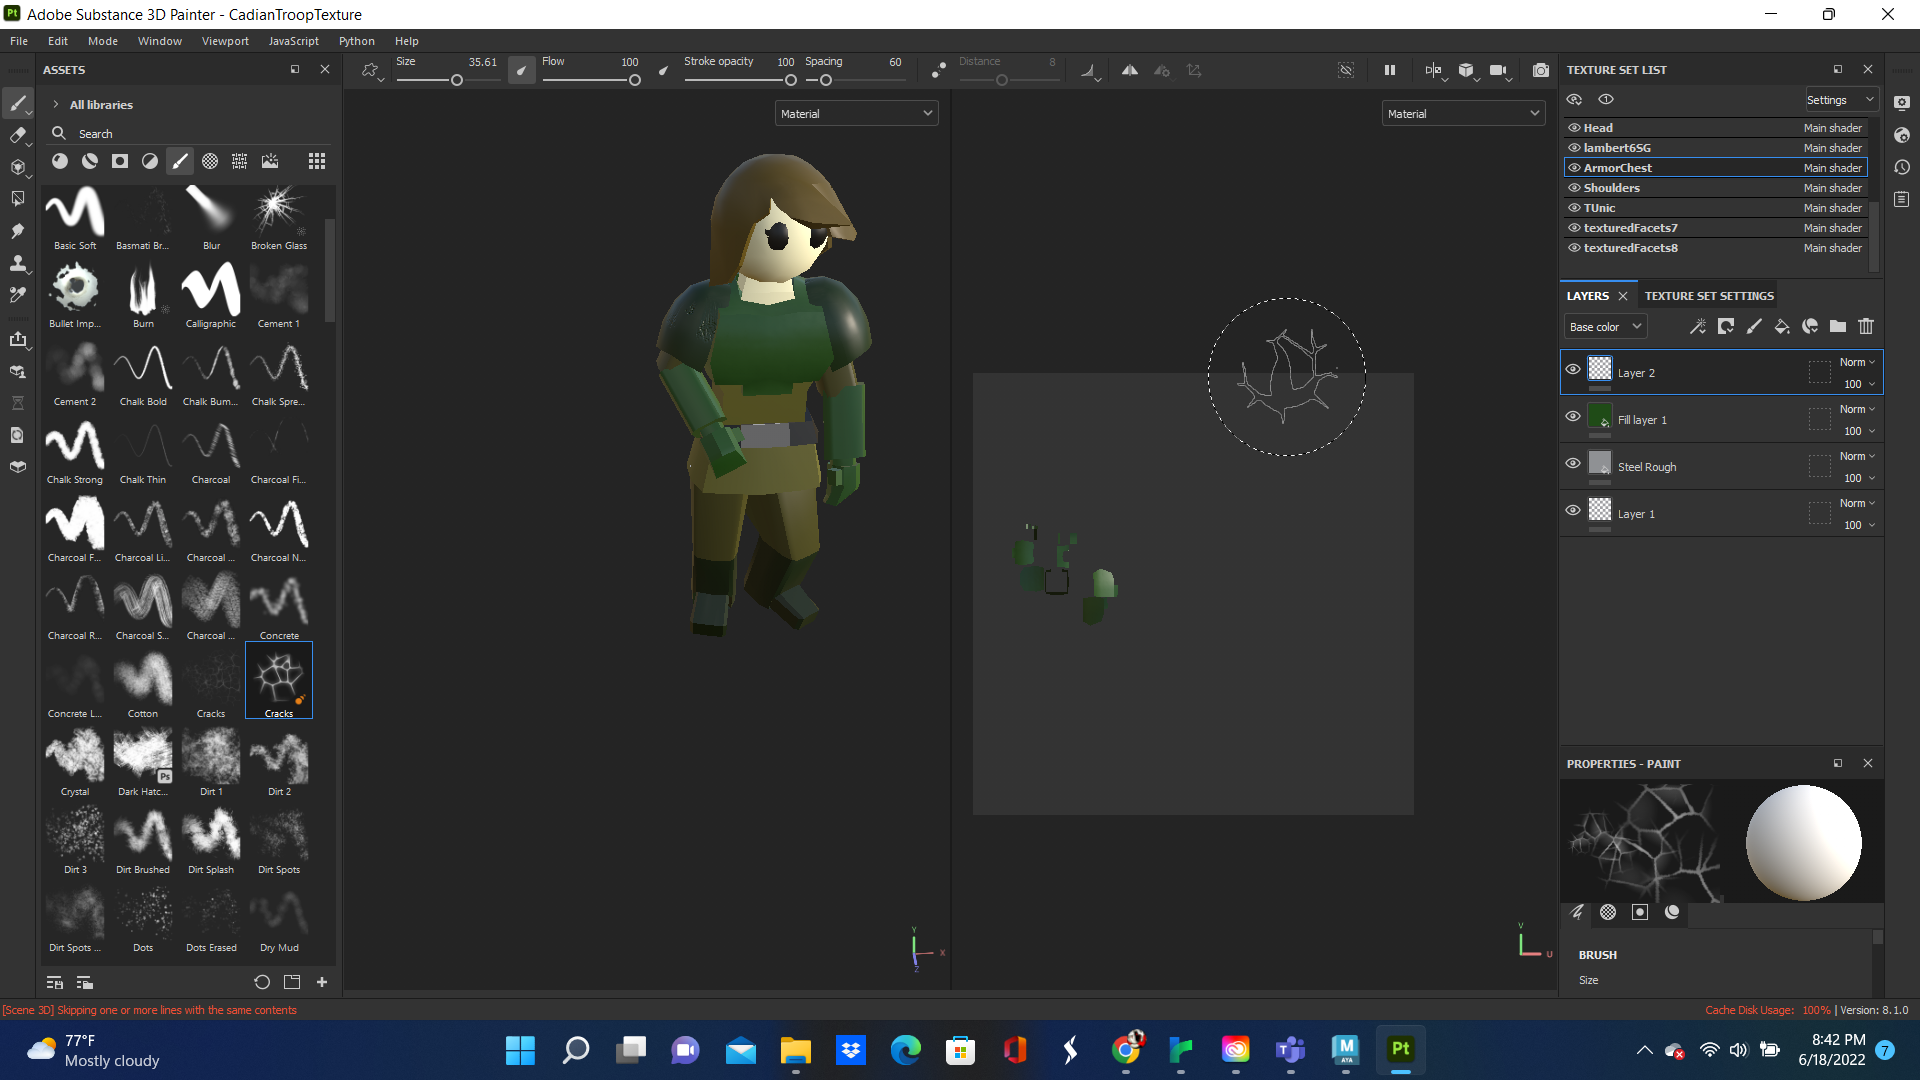 Pt Adobe Substance 3D Painter - CadianTroopTexture
File Edit Mode Window Viewport JavaScript Python Help
ASSETS
Size 35.61 Flow 100 Stroke opacity 100 Spacing 60 Distance 8
TEXTURE SET LIST
All libraries
Search
Material
Material
Settings
Head Main shader
lambert6SG Main shader
ArmorChest Main shader
Shoulders Main shader
TUnic Main shader
texturedFacets7 Main shader
texturedFacets8 Main shader
Basic Soft Basmati Br... Blur Broken Glass
Bullet Imp... Burn Calligraphic Cement 1
Cement 2 Chalk Bold Chalk Bum... Chalk Spre...
Chalk Strong Chalk Thin Charcoal Charcoal Fi...
Charcoal F... Charcoal Li... Charcoal ... Charcoal N...
Charcoal R... Charcoal S... Charcoal ... Concrete
Concrete L... Cotton Cracks Cracks
Crystal Dark Hatc... Dirt 1 Dirt 2
Ps
Dirt 3 Dirt Brushed Dirt Splash Dirt Spots
Dirt Spots ... Dots Dots Erased Dry Mud
LAYERS TEXTURE SET SETTINGS
Base color
Layer 2 Norm 100
Fill layer 1 Norm 100
Steel Rough Norm 100
Layer 1 Norm 100
PROPERTIES - PAINT
BRUSH
Size
Y X Z
V U
[Scene 3D] Skipping one or more lines with the same contents
Cache Disk Usage: 100% | Version: 8.1.0
77°F
Mostly cloudy
M
AYA
Pt
8:42 PM
6/18/2022
7